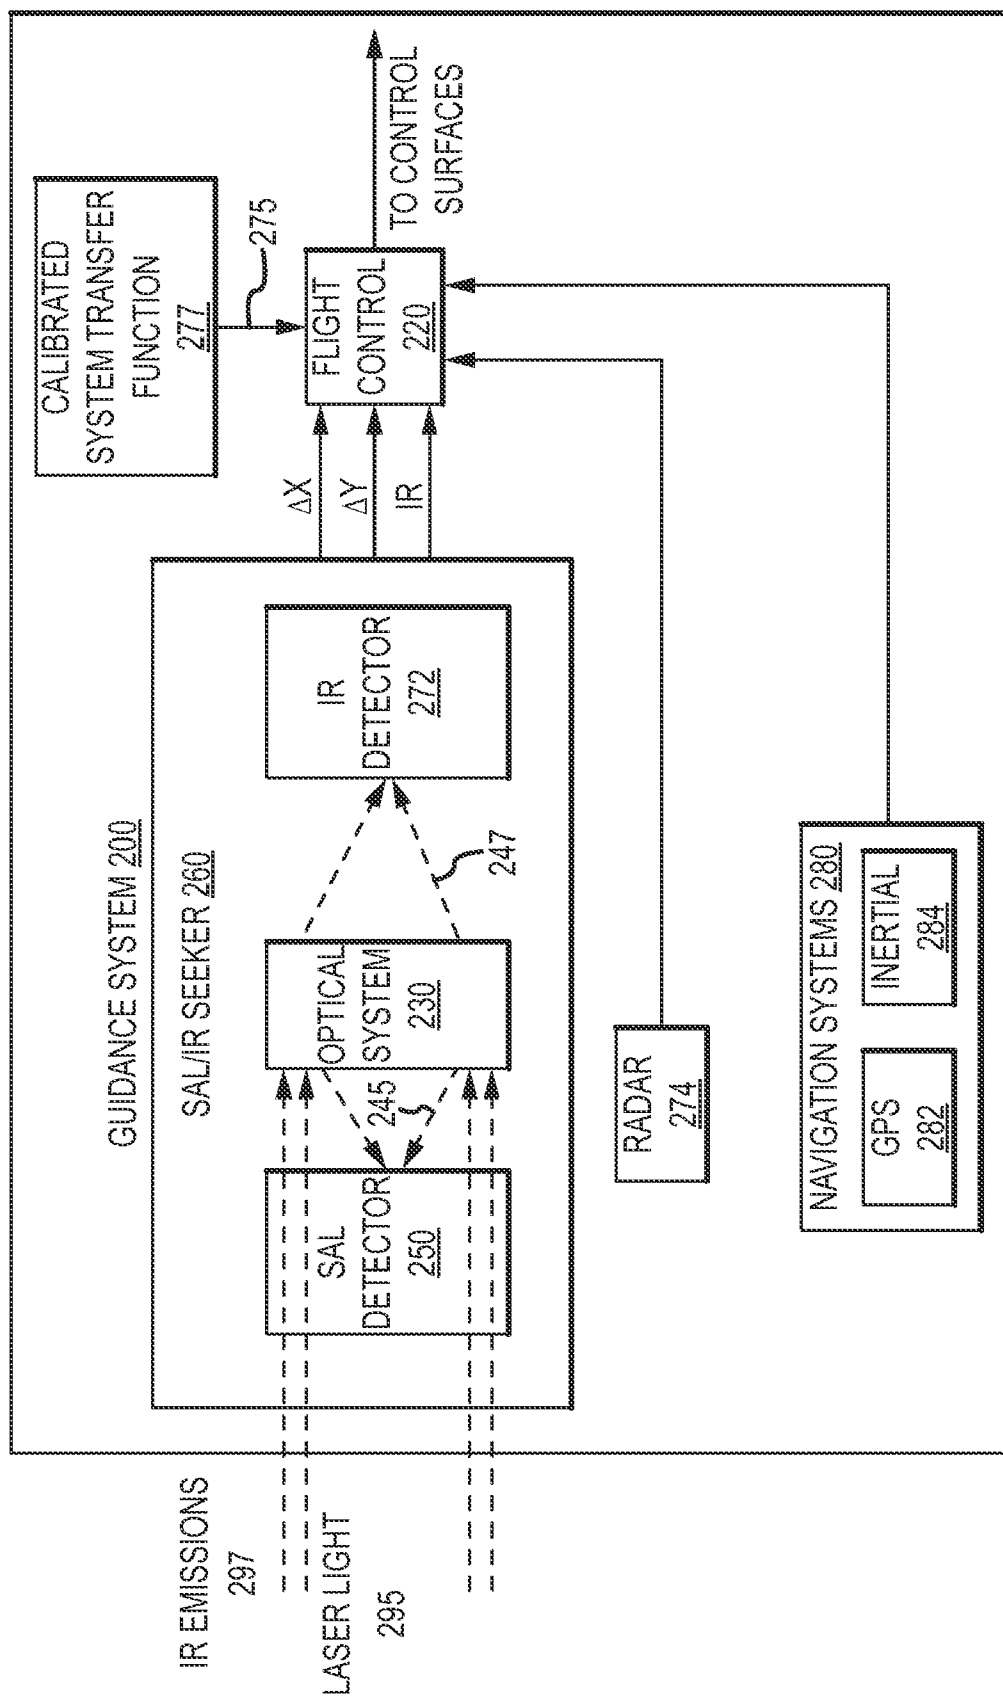 GUIDANCE SYSTEM 200
SAL/IR SEEKER 260
IR EMISSIONS
297
LASER LIGHT
295
SAL
DETECTOR
250
245
OPTICAL
SYSTEM
230
247
IR
DETECTOR
272
ΔX
ΔY
IR
CALIBRATED
SYSTEM TRANSFER
FUNCTION
277
275
FLIGHT
CONTROL
220
TO CONTROL
SURFACES
RADAR
274
NAVIGATION SYSTEMS 280
GPS
282
INERTIAL
284